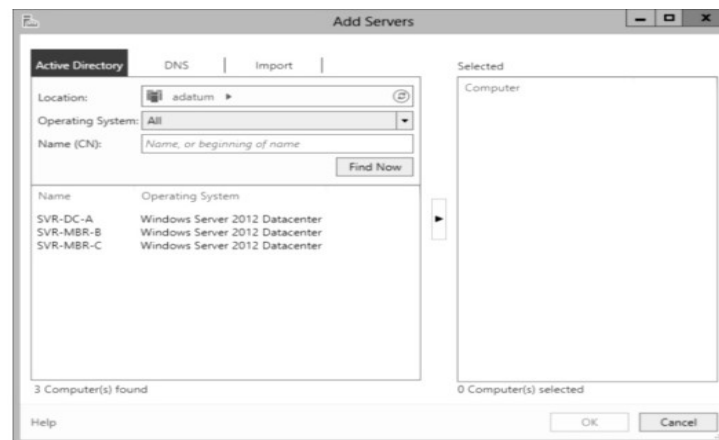 Add Servers
Active Directory
DNS
Import
Location:
adatum
Operating System:
All
Name (CN):
Name, or beginning of name
Find Now
Name Operating System
SVR-DC-A Windows Server 2012 Datacenter
SVR-MBR-B Windows Server 2012 Datacenter
SVR-MBR-C Windows Server 2012 Datacenter
3 Computer(s) found
Selected
Computer
0 Computer(s) selected
Help
OK
Cancel